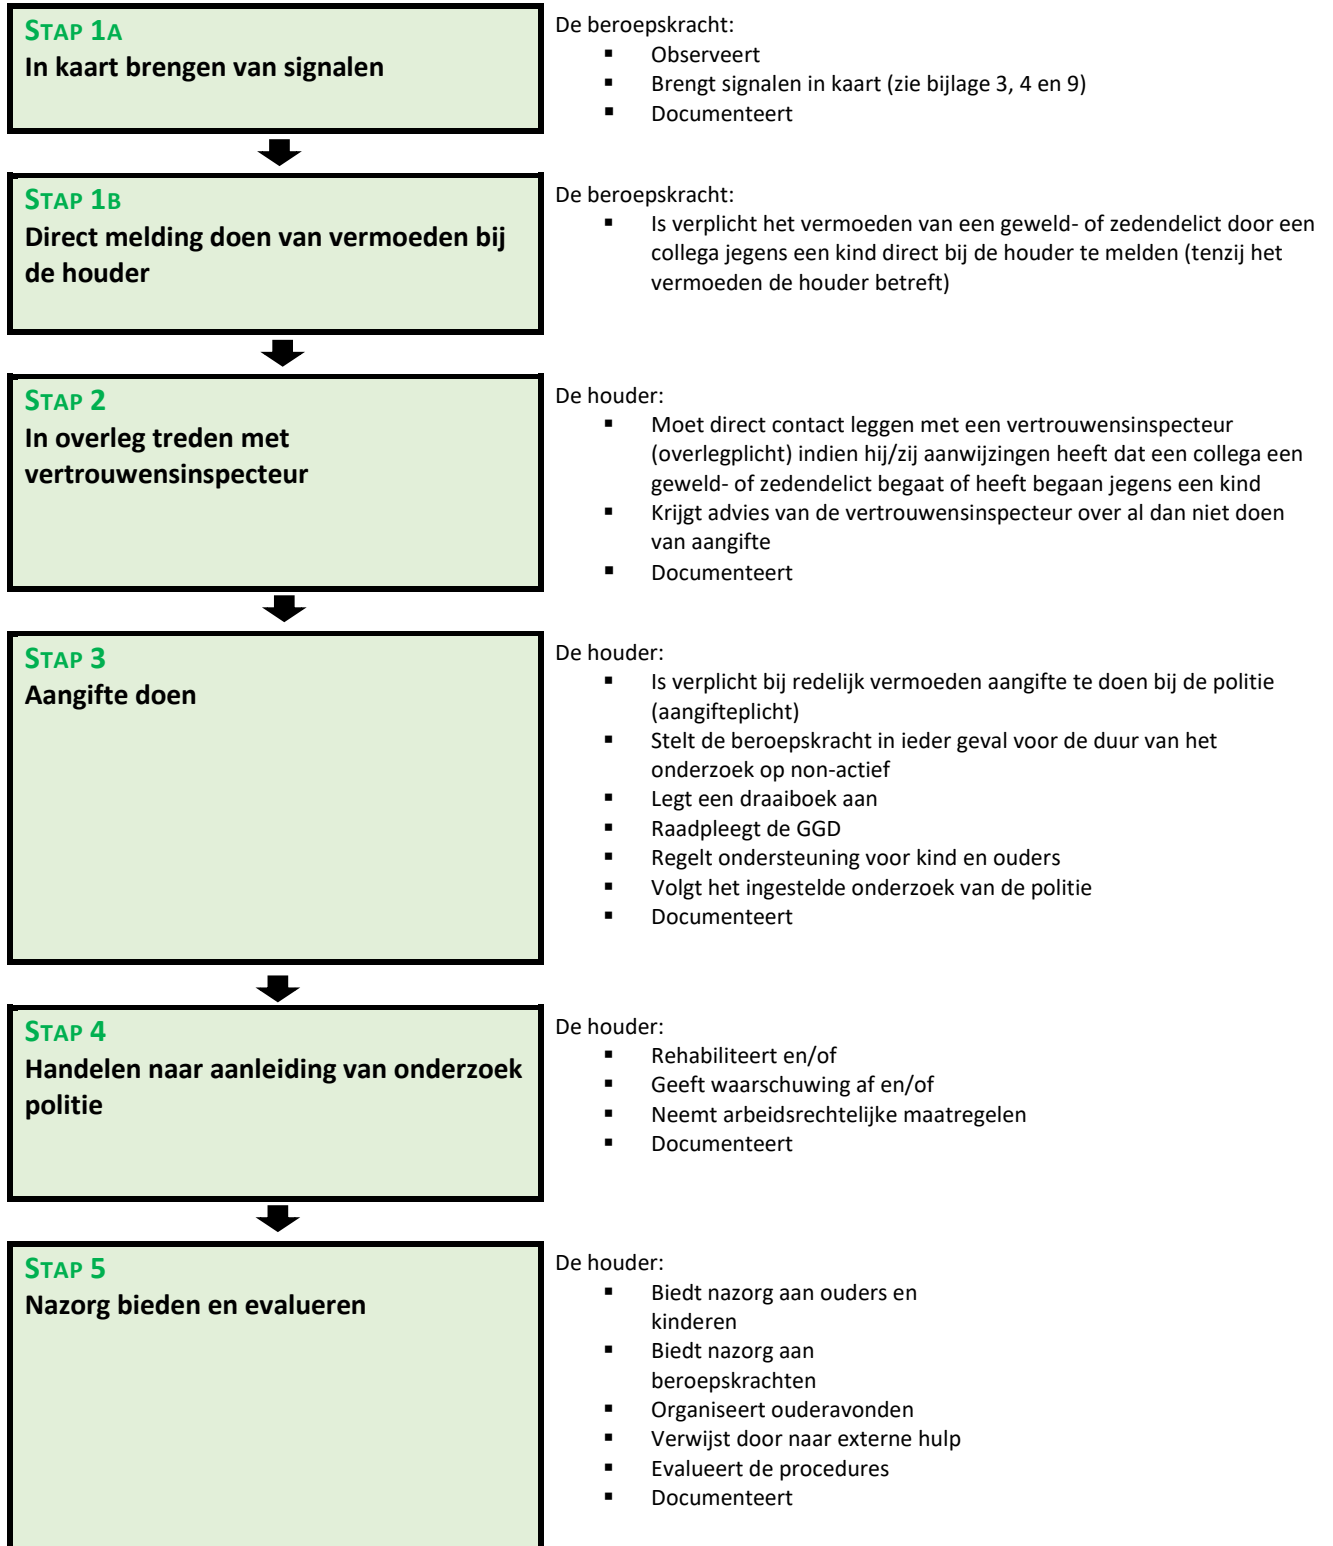 STAP 1A
In kaart brengen van signalen
De beroepskracht:
▪ Observeert
▪ Brengt signalen in kaart (zie bijlage 3, 4 en 9)
▪ Documenteert
STAP 1B
Direct melding doen van vermoeden bij
de houder
De beroepskracht:
▪ Is verplicht het vermoeden van een geweld- of zedendelict door een
collega jegens een kind direct bij de houder te melden (tenzij het
vermoeden de houder betreft)
STAP 2
In overleg treden met
vertrouwensinspecteur
De houder:
▪ Moet direct contact leggen met een vertrouwensinspecteur
(overlegplicht) indien hij/zij aanwijzingen heeft dat een collega een
geweld- of zedendelict begaat of heeft begaan jegens een kind
▪ Krijgt advies van de vertrouwensinspecteur over al dan niet doen
van aangifte
▪ Documenteert
STAP 3
Aangifte doen
De houder:
▪ Is verplicht bij redelijk vermoeden aangifte te doen bij de politie
(aangifteplicht)
▪ Stelt de beroepskracht in ieder geval voor de duur van het
onderzoek op non-actief
▪ Legt een draaiboek aan
▪ Raadpleegt de GGD
▪ Regelt ondersteuning voor kind en ouders
▪ Volgt het ingestelde onderzoek van de politie
▪ Documenteert
STAP 4
Handelen naar aanleiding van onderzoek
politie
De houder:
▪ Rehabiliteert en/of
▪ Geeft waarschuwing af en/of
▪ Neemt arbeidsrechtelijke maatregelen
▪ Documenteert
STAP 5
Nazorg bieden en evalueren
De houder:
▪ Biedt nazorg aan ouders en
kinderen
▪ Biedt nazorg aan
beroepskrachten
▪ Organiseert ouderavonden
▪ Verwijst door naar externe hulp
▪ Evalueert de procedures
▪ Documenteert